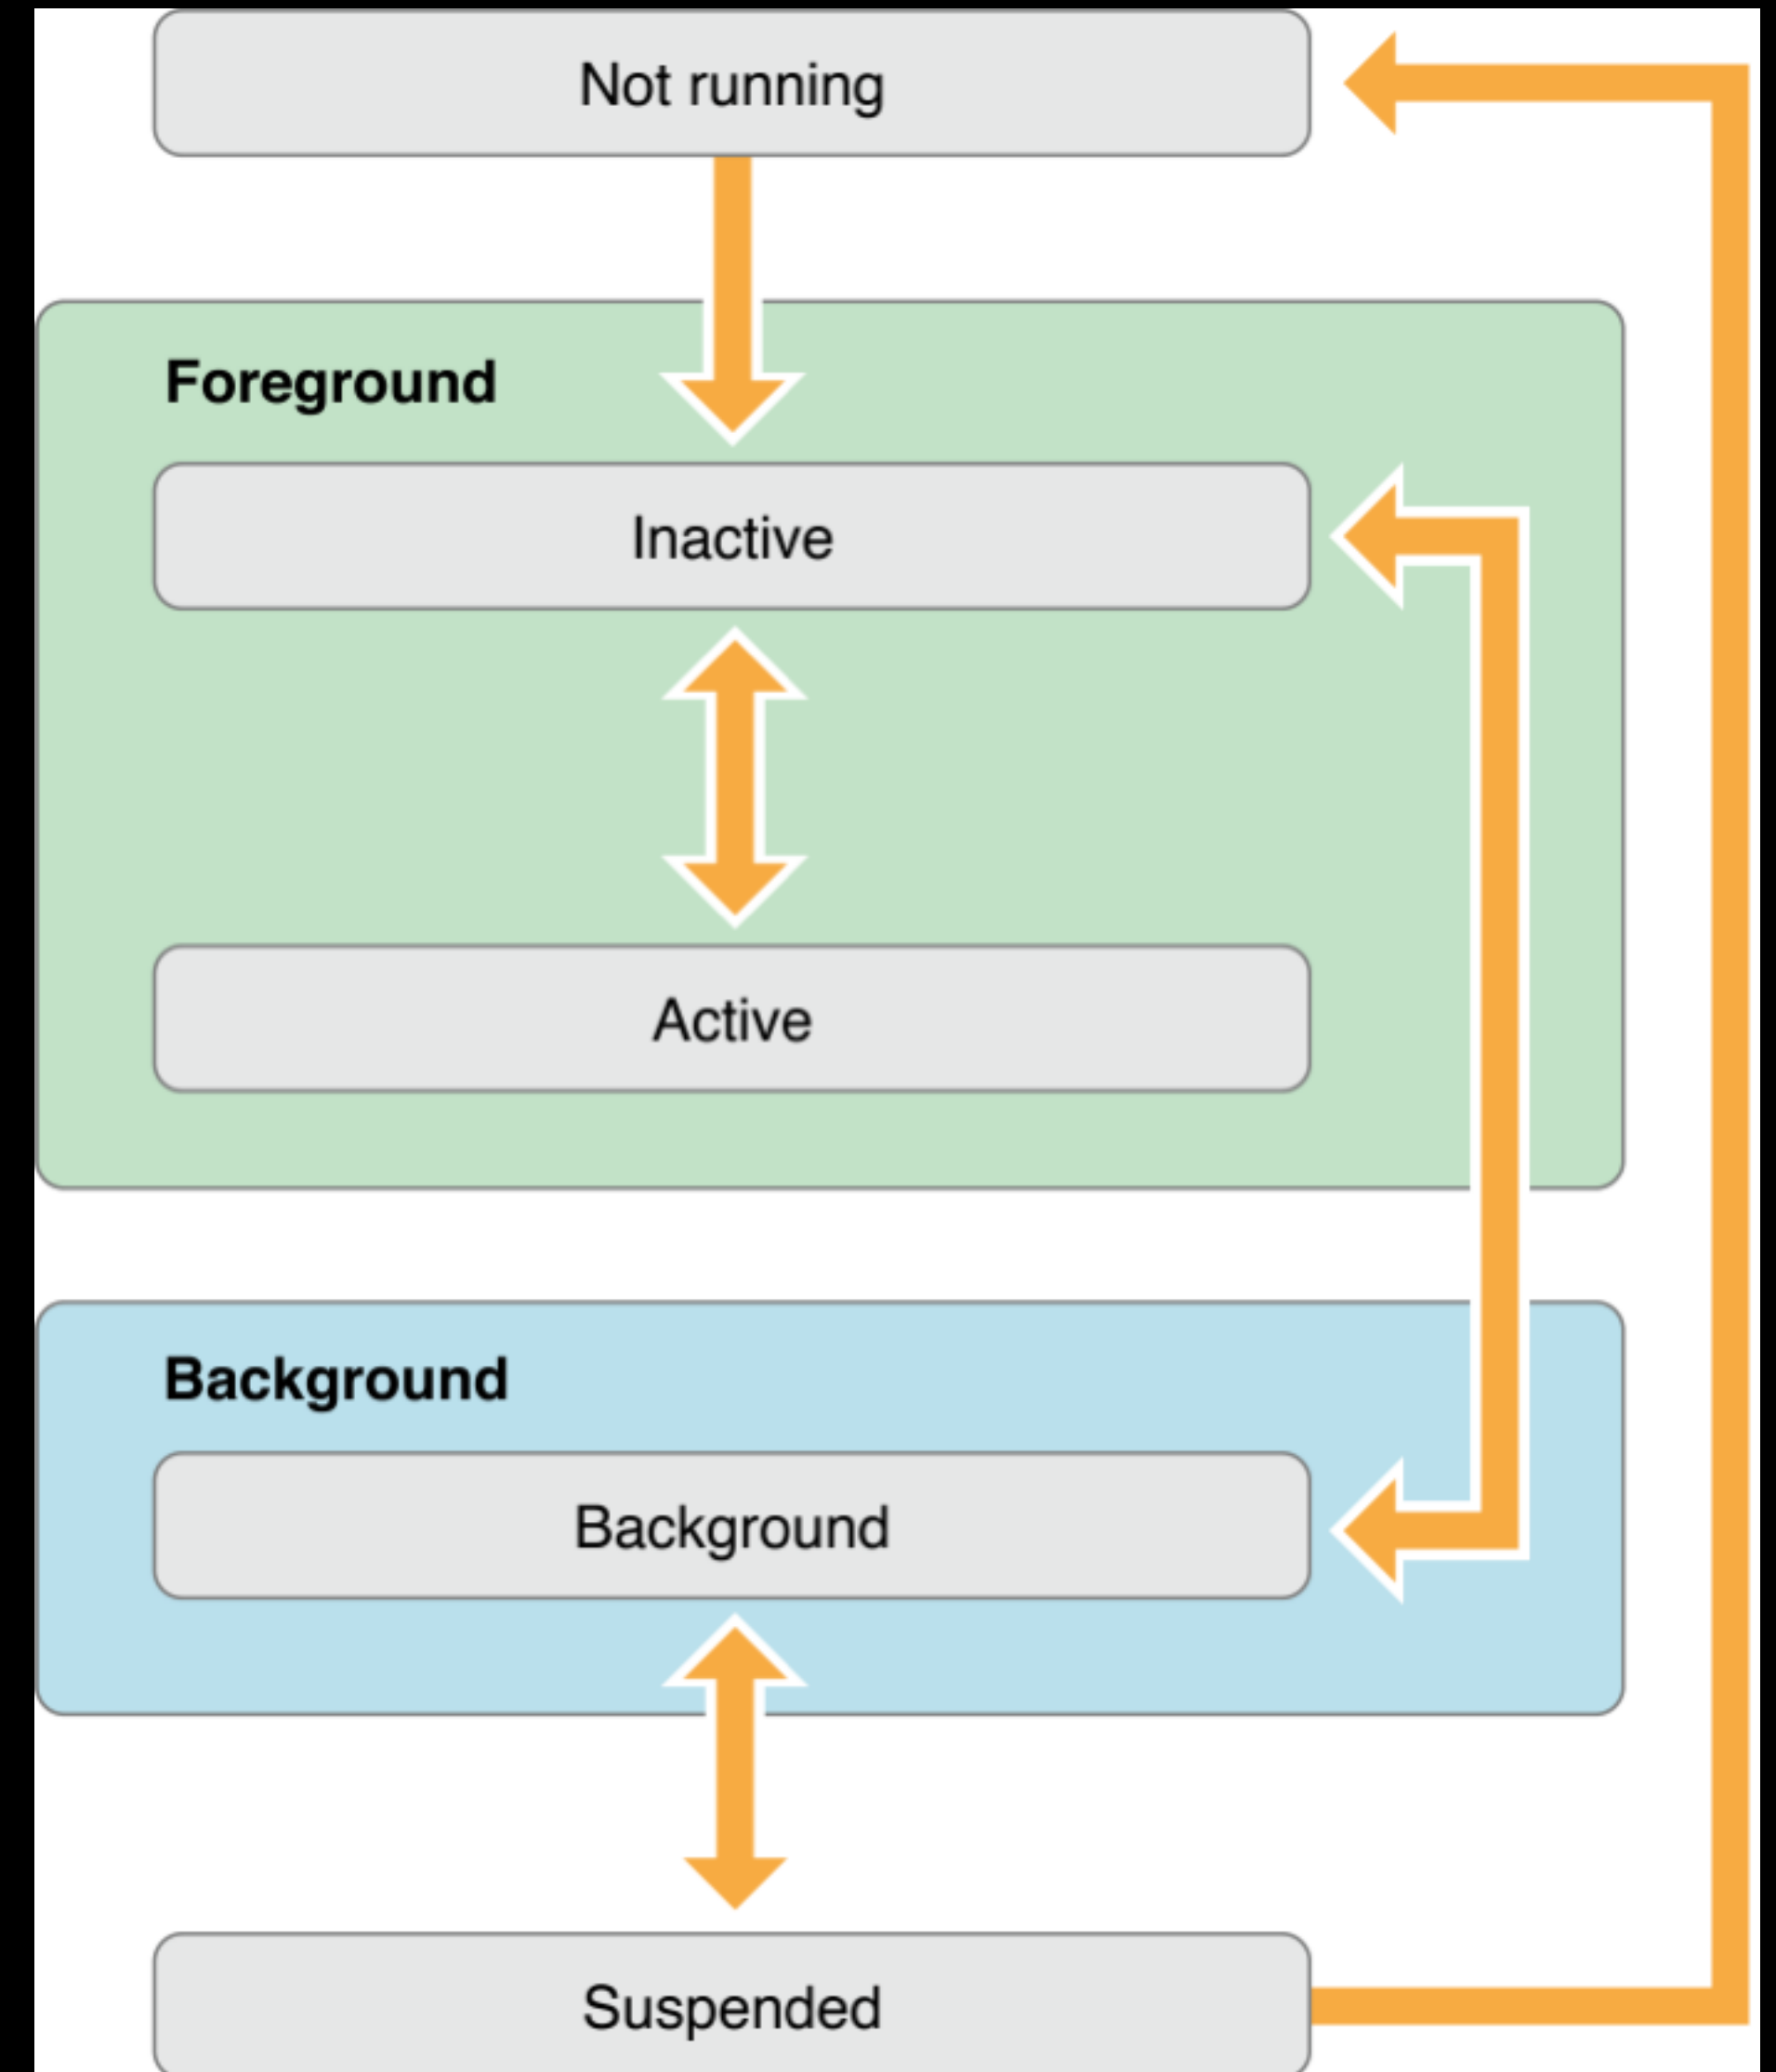 Not running
Foreground
Inactive
Active
Background
Background
Suspended